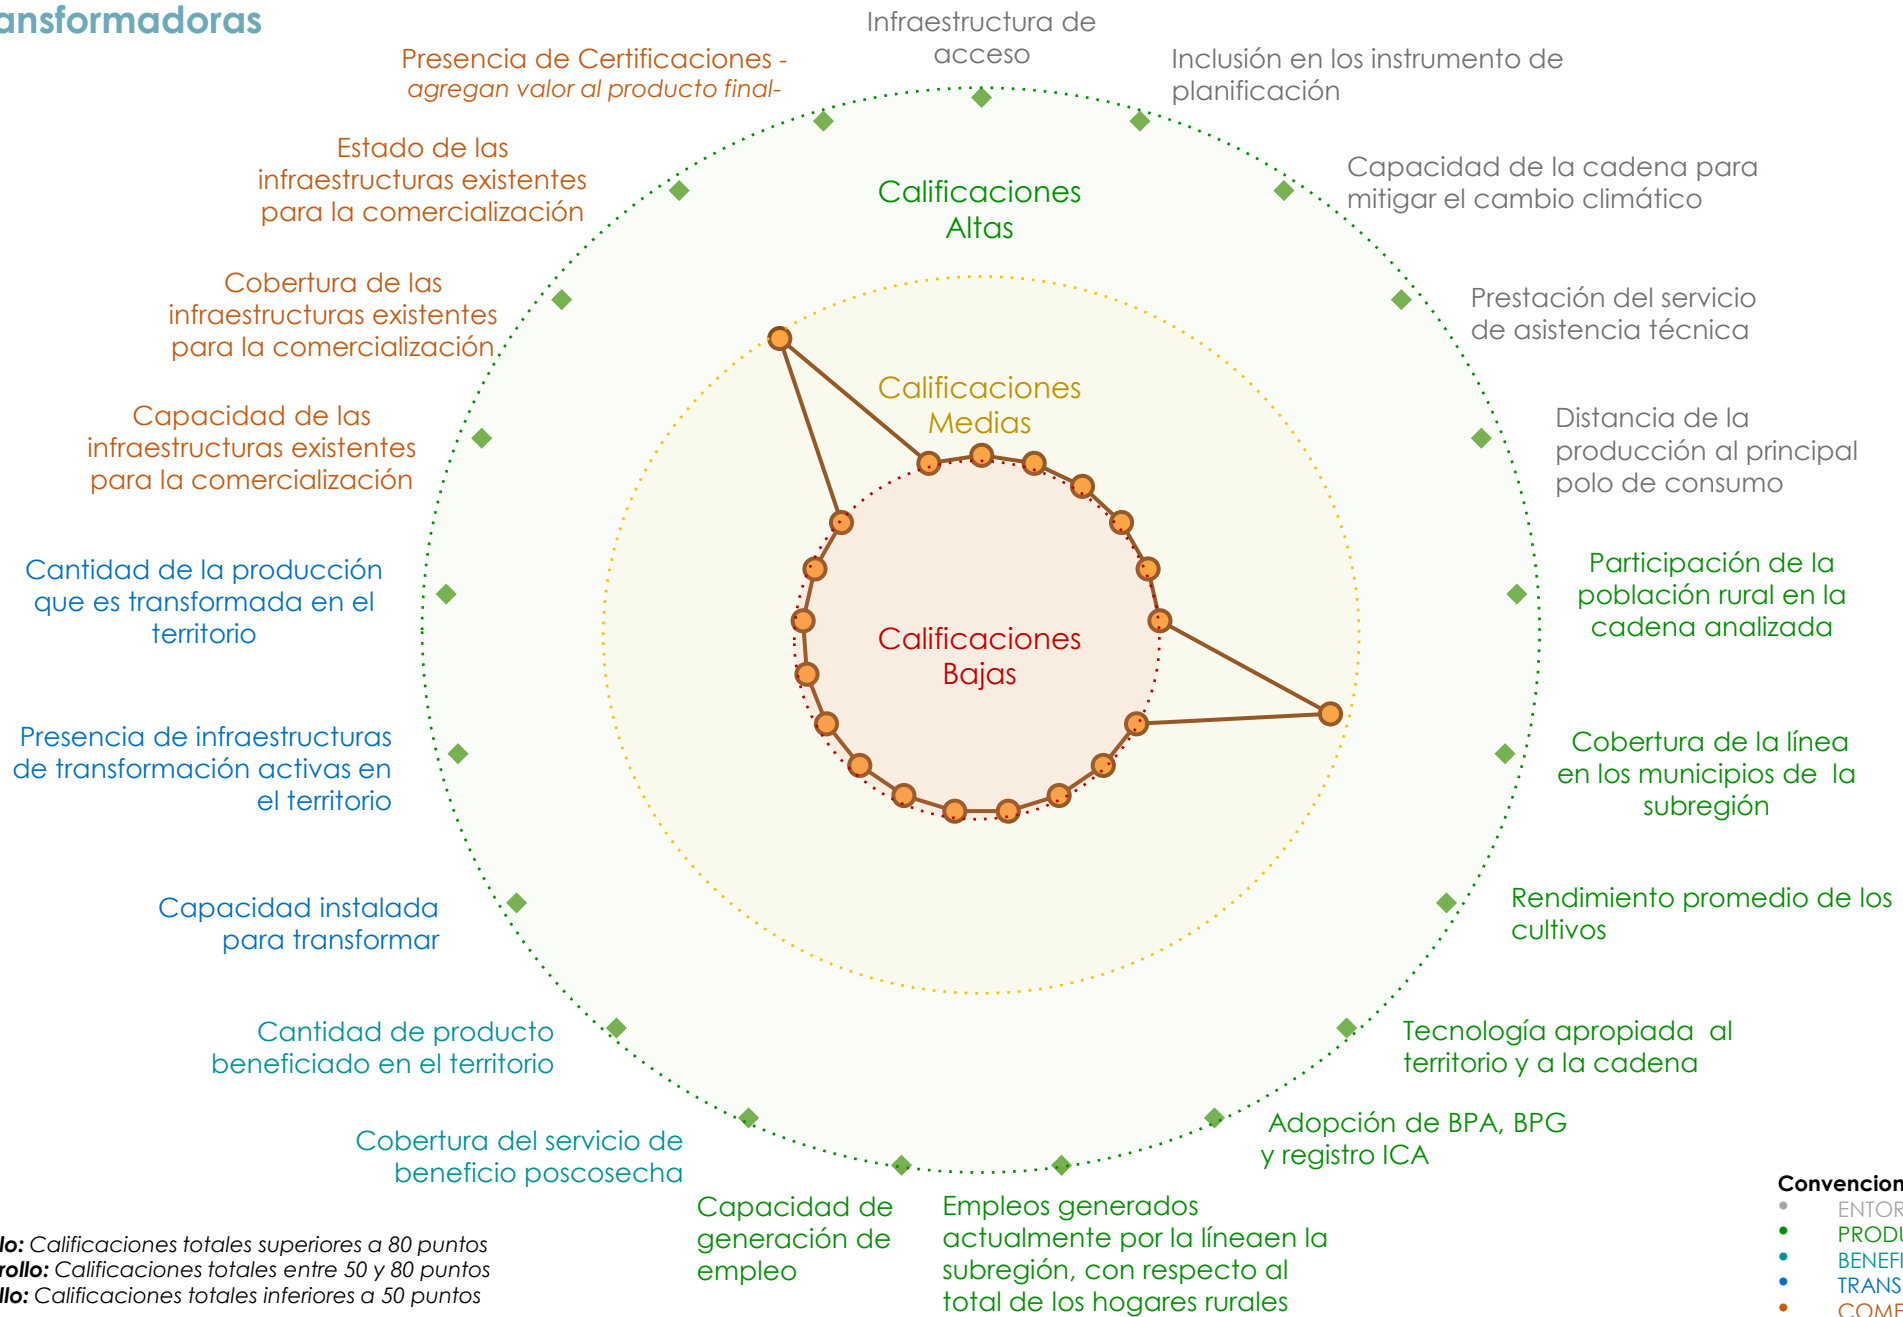 ansformadoras
Infraestructura de
acceso
Inclusión en los instrumento de
planificación
Capacidad de la cadena para
mitigar el cambio climático
Prestación del servicio
de asistencia técnica
Distancia de la
producción al principal
polo de consumo
Participación de la
población rural en la
cadena analizada
Cobertura de la línea
en los municipios de la
subregión
Rendimiento promedio de los
cultivos
Tecnología apropiada al
territorio y a la cadena
Adopción de BPA, BPG
y registro ICA
Empleos generados
actualmente por la líneaen la
subregión, con respecto al
total de los hogares rurales
Capacidad de
generación de
empleo
Cobertura del servicio de
beneficio poscosecha
Cantidad de producto
beneficiado en el territorio
Capacidad instalada
para transformar
Presencia de infraestructuras
de transformación activas en
el territorio
Cantidad de la producción
que es transformada en el
territorio
Capacidad de las
infraestructuras existentes
para la comercialización
Cobertura de las
infraestructuras existentes
para la comercialización
Estado de las
infraestructuras existentes
para la comercialización
Presencia de Certificaciones -
agregan valor al producto final-
Calificaciones
Altas
Calificaciones
Medias
Calificaciones
Bajas
llo: Calificaciones totales superiores a 80 puntos
rollo: Calificaciones totales entre 50 y 80 puntos
llo: Calificaciones totales inferiores a 50 puntos
Convencion
• ENTOR
• PRODU
• BENEFI
• TRANS
• COME